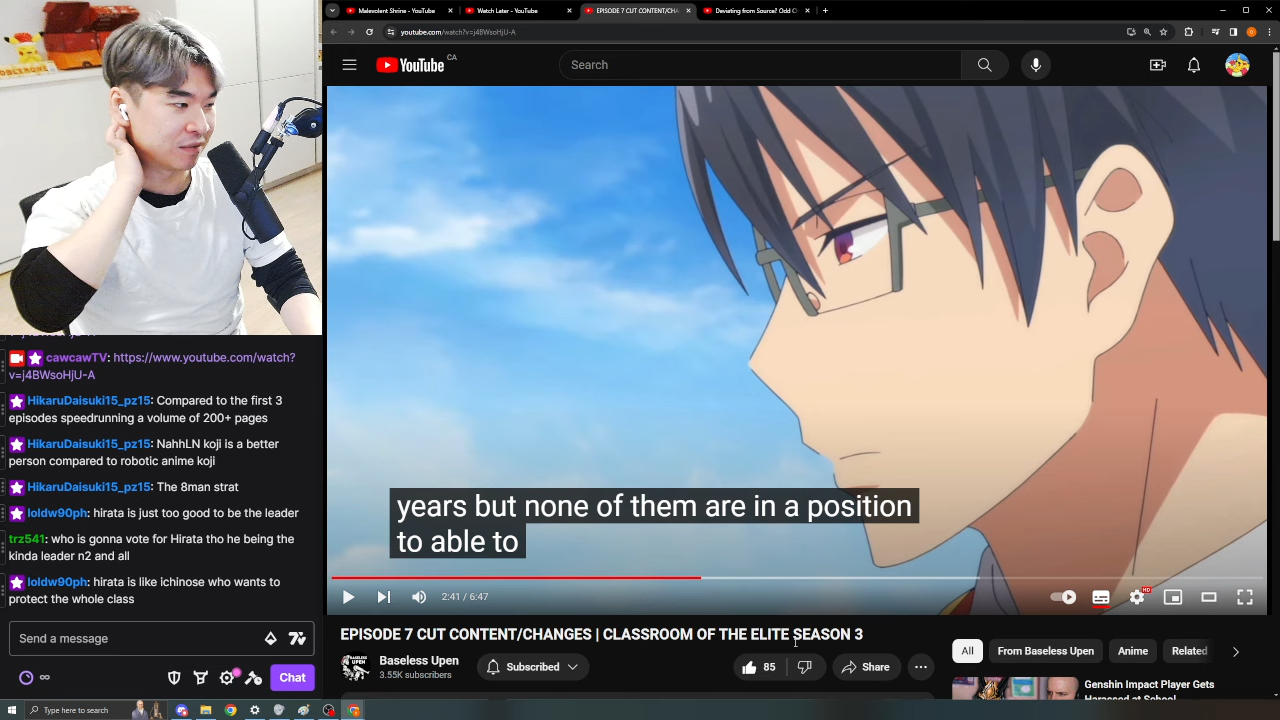 Malevolent Shrine - YouTube
Watch Later - YouTube
EPISODE 7 CUT CONTENT/CHA
Deviating from Source? Odd C
youtube.com/watch?v=j4BWsoHjU-A
YouTube CA
Search
years but none of them are in a position
to able to
2:41 / 6:47
HD
EPISODE 7 CUT CONTENT/CHANGES | CLASSROOM OF THE ELITE SEASON 3
BASELESS
UPEN
Baseless Upen
3.55K subscribers
Subscribed
85
Share
All
From Baseless Upen
Anime
Related
Genshin Impact Player Gets
cawcawTV: https://www.youtube.com/watch?
v=j4BWsoHjU-A
HikaruDaisuki15_pz15: Compared to the first 3
episodes speedrunning a volume of 200+ pages
HikaruDaisuki15_pz15: NahhLN koji is a better
person compared to robotic anime koji
HikaruDaisuki15_pz15: The 8man strat
loldw90ph: hirata is just too good to be the leader
trz541: who is gonna vote for Hirata tho he being the
kinda leader n2 and all
loldw90ph: hirata is like ichinose who wants to
protect the whole class
Send a message
Chat
Type here to search